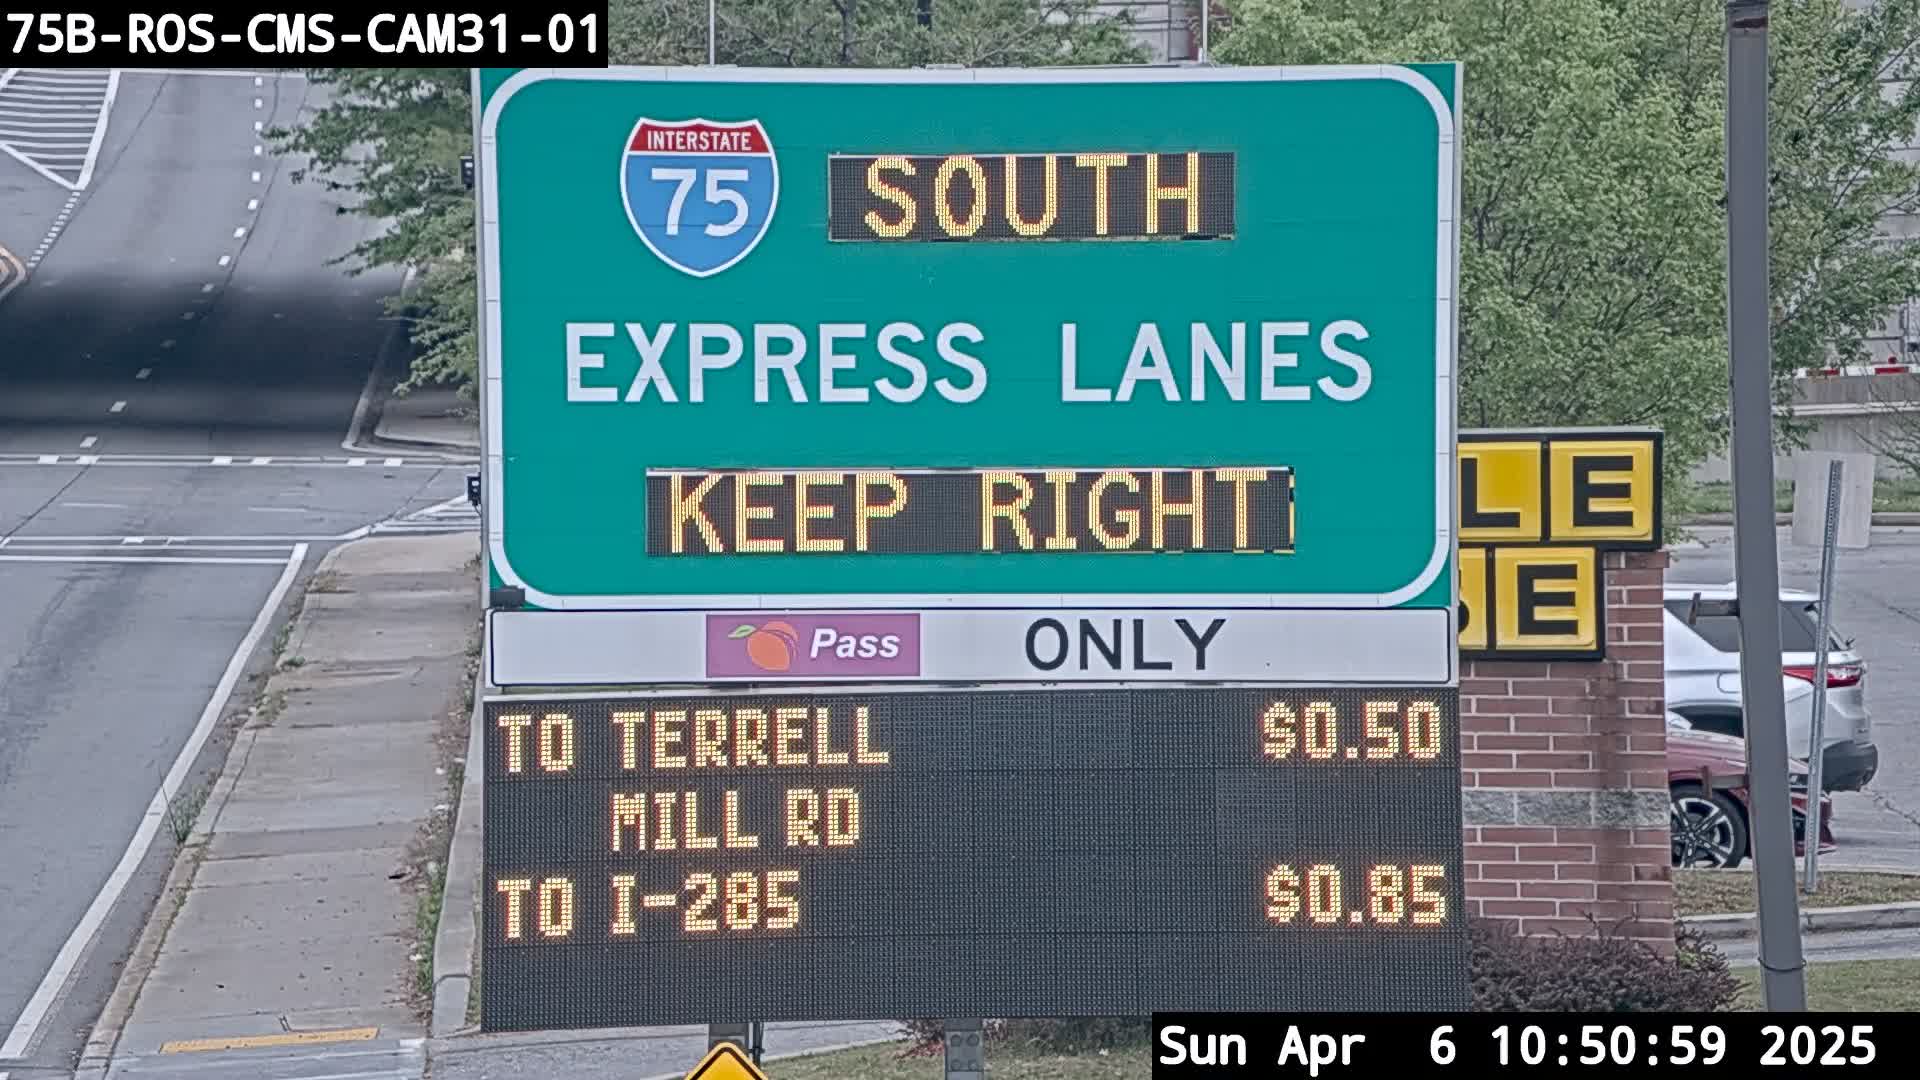 75B-ROS-CMS-CAM31-01
INTERSTATE
75
SOUTH
EXPRESS LANES
KEEP RIGHT
LE
E
Pass ONLY
TO TERRELL $0.50
MILL RD
TO I-285 $0.85
Sun Apr 6 10:50:59 2025